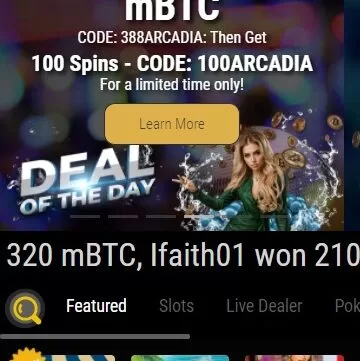 mBTC
CODE: 388ARCADIA: Then Get
100 Spins - CODE: 100ARCADIA
For a limited time only!
Learn More
DEAL
OF THE DAY
320 mBTC, Ifaith01 won 210
Featured Slots Live Dealer Pok